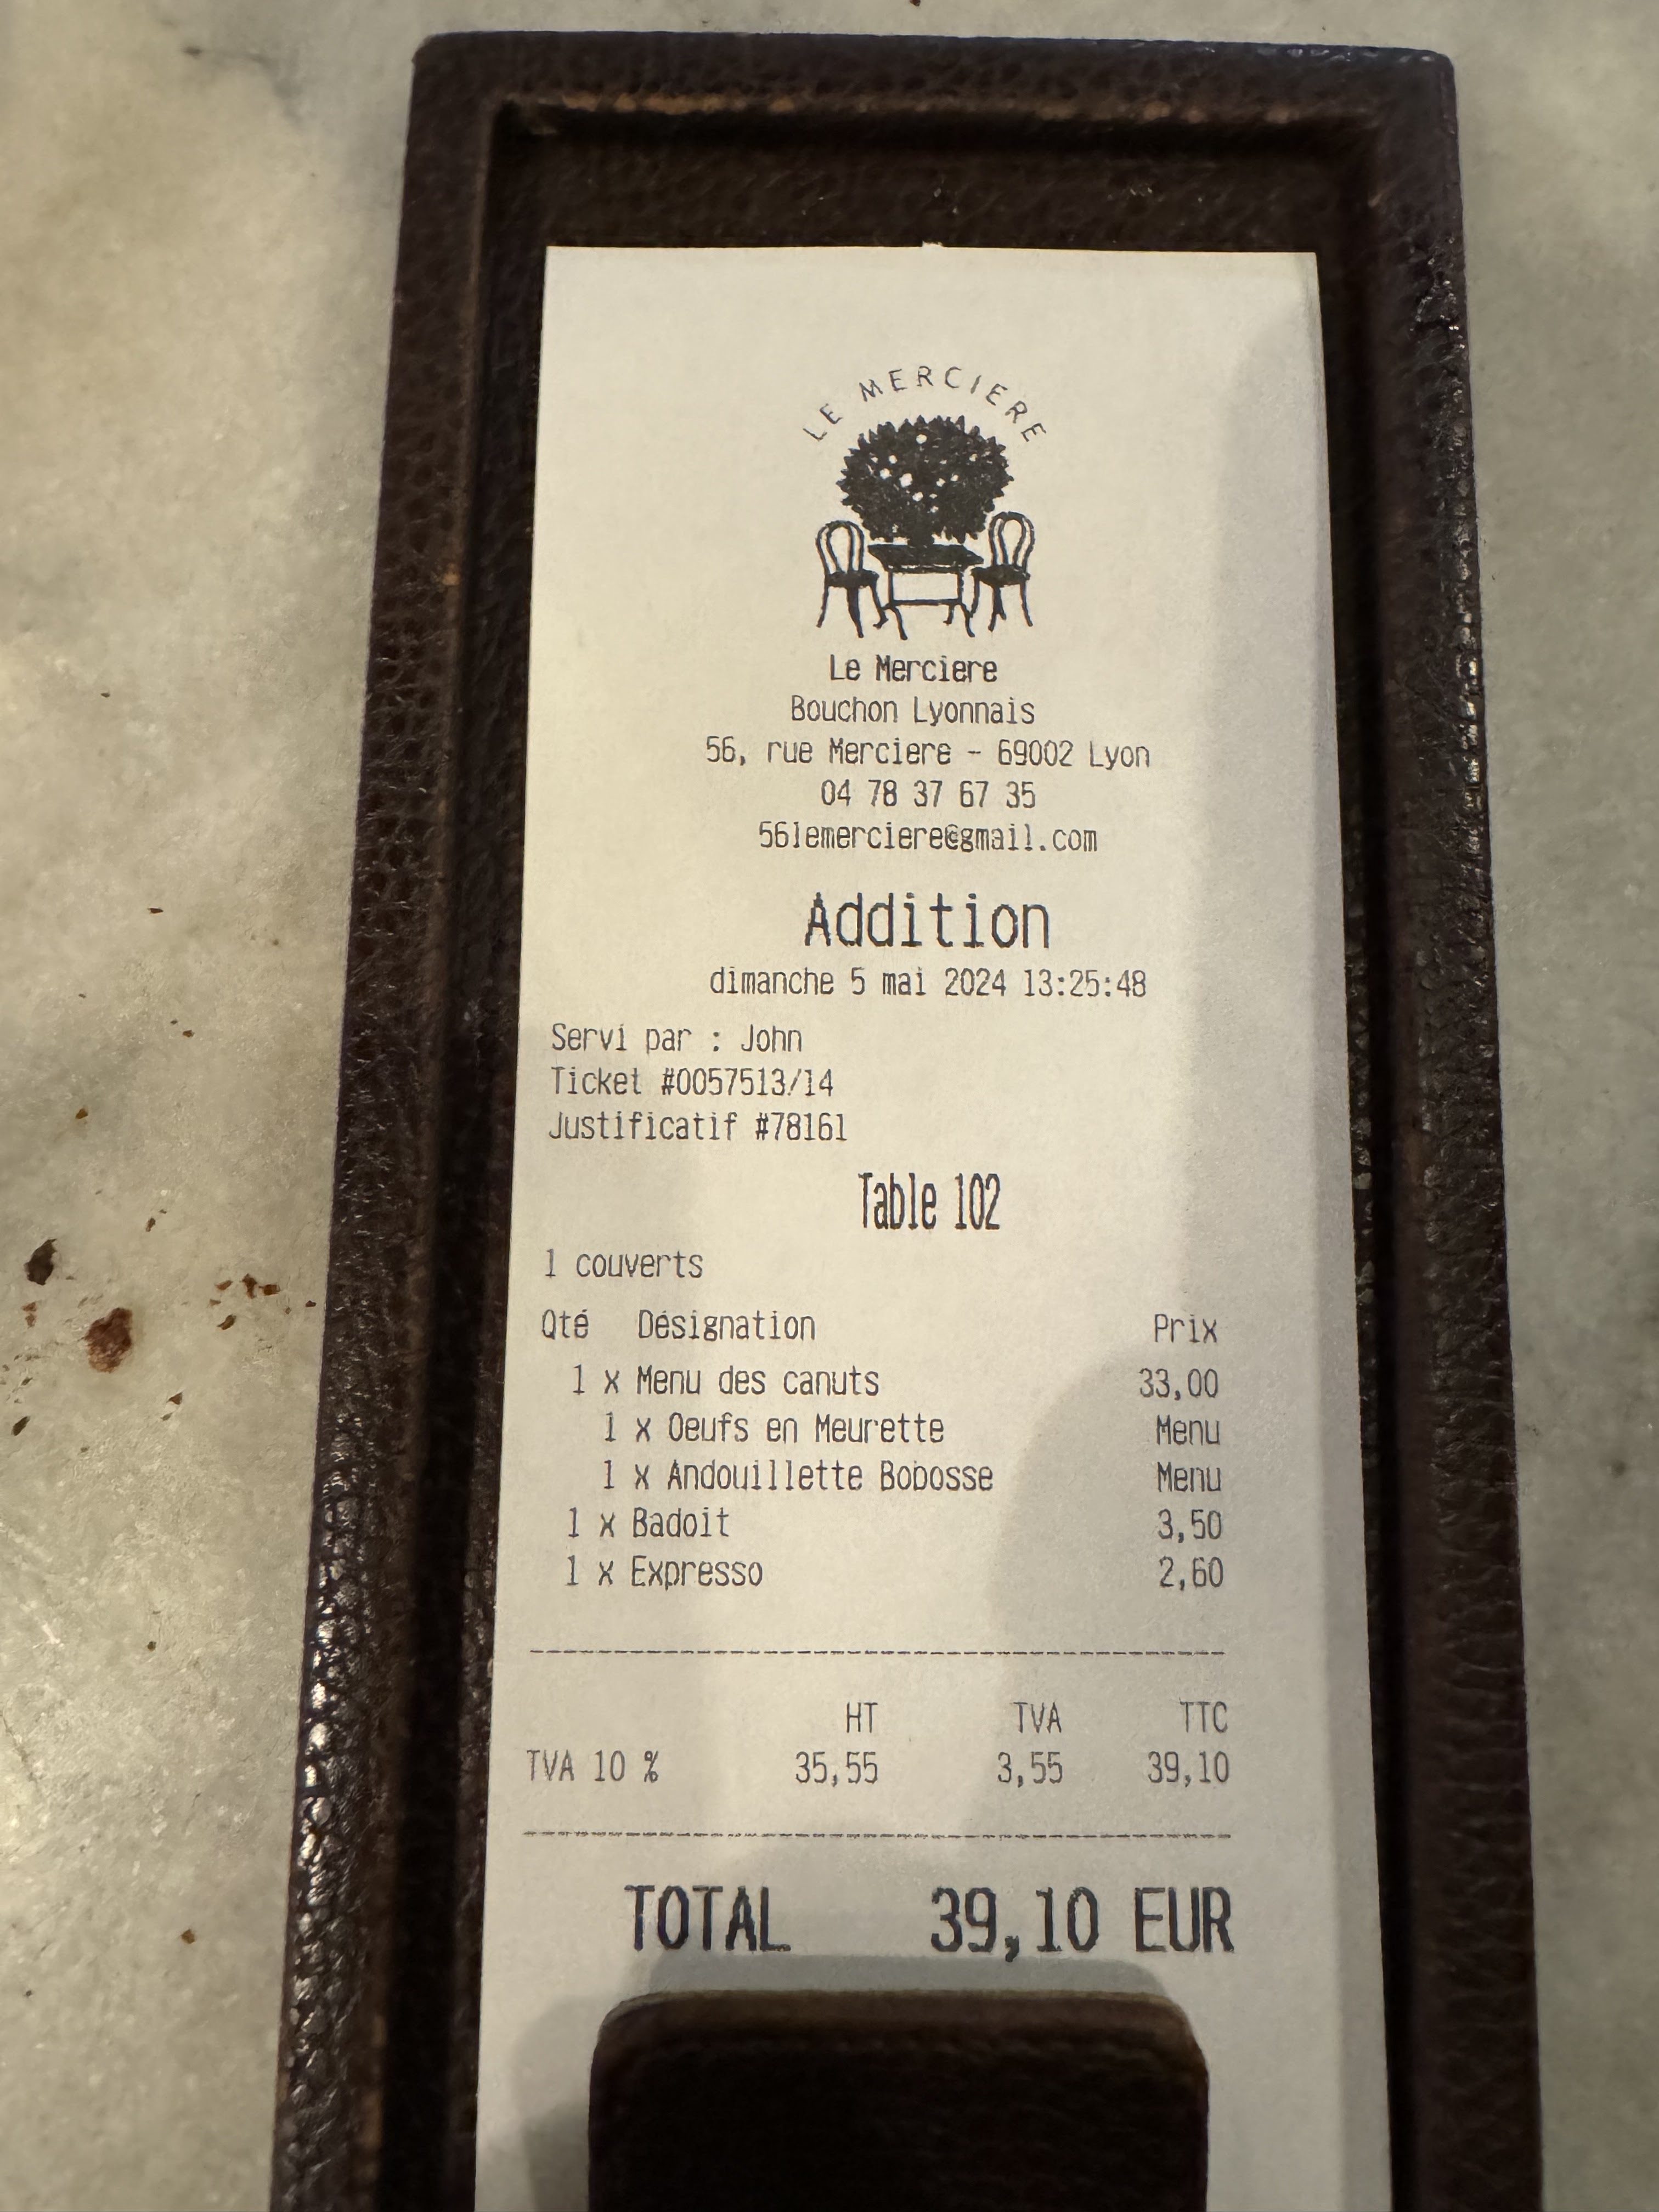 LE MERCIERE
Le Merciere
Bouchon Lyonnais
56, rue Merciere - 69002 Lyon
04 78 37 67 35
56lemerciere@gmail.com
Addition
dimanche 5 mai 2024 13:25:48
Servi par : John
Ticket #0057513/14
Justificatif #78161
Table 102
1 couverts
Qté Désignation Prix
1 x Menu des canuts 33,00
1 x Oeufs en Meurette Menu
1 x Andouillette Bobosse Menu
1 x Badoit 3,50
1 x Expresso 2,60
HT TVA TTC
TVA 10 % 35,55 3,55 39,10
TOTAL 39,10 EUR